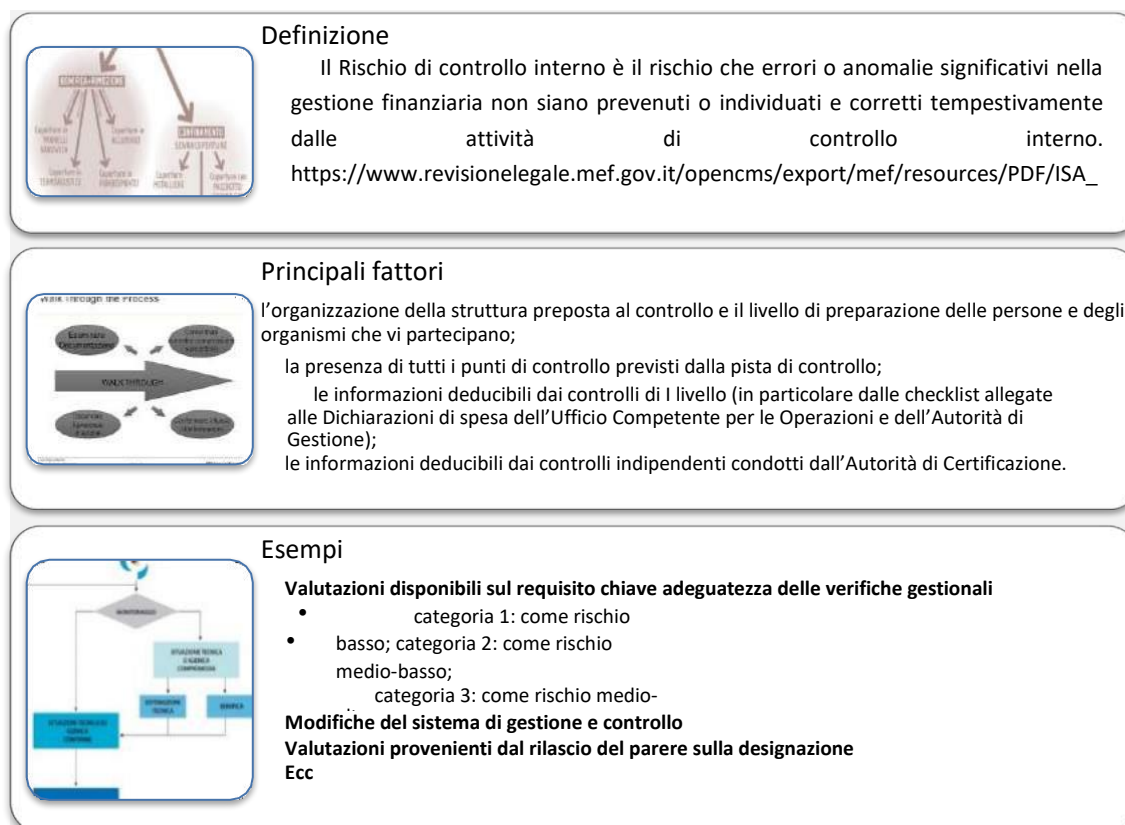 Definizione
Il Rischio di controllo interno è il rischio che errori o anomalie significativi nella
gestione finanziaria non siano prevenuti o individuati e corretti tempestivamente
dalle attività di controllo interno.
https://www.revisionelegale.mef.gov.it/opencms/export/mef/resources/PDF/ISA_
CONFINAMENTO
Principali fattori
Walk Through the Process
WALKTHROUGH
l'organizzazione della struttura preposta al controllo e il livello di preparazione delle persone e degli
organismi che vi partecipano;
la presenza di tutti i punti di controllo previsti dalla pista di controllo;
le informazioni deducibili dai controlli di I livello (in particolare dalle checklist allegate
alle Dichiarazioni di spesa dell'Ufficio Competente per le Operazioni e dell'Autorità di
Gestione);
le informazioni deducibili dai controlli indipendenti condotti dall'Autorità di Certificazione.
Esempi
Valutazioni disponibili sul requisito chiave adeguatezza delle verifiche gestionali
• categoria 1: come rischio
• basso; categoria 2: come rischio
medio-basso;
categoria 3: come rischio medio-
Modifiche del sistema di gestione e controllo
Valutazioni provenienti dal rilascio del parere sulla designazione
Ecc
MONITORAGGIO
BONIFICA